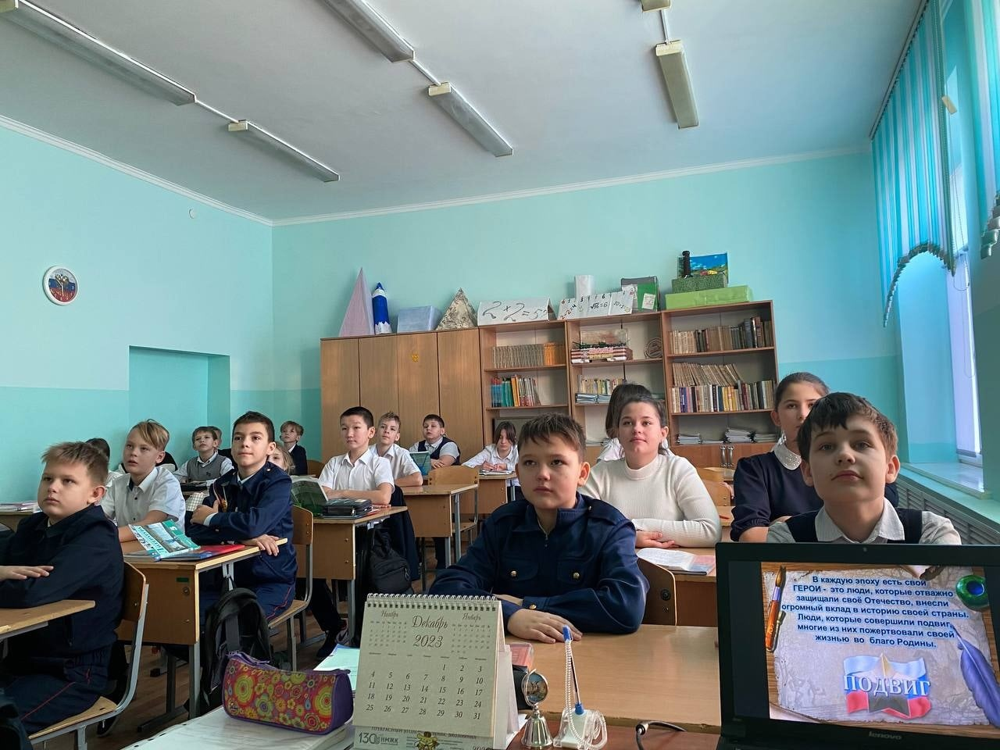 2 × 2 = 5
Ноябрь
Декабрь
2023
Январь
1 2 3
4 5 6 7 8 9 10
11 12 13 14 15 16 17
18 19 20 21 22 23 24
25 26 27 28 29 30 31
130 НМЖК
В каждую эпоху есть свои
ГЕРОИ - это люди, которые отважно
защищали своё Отечество, внесли
огромный вклад в историю своей страны.
Люди, которые совершили подвиг,
многие из них пожертвовали своей
жизнью во благо Родины.
ПОДВИГ
lenovo